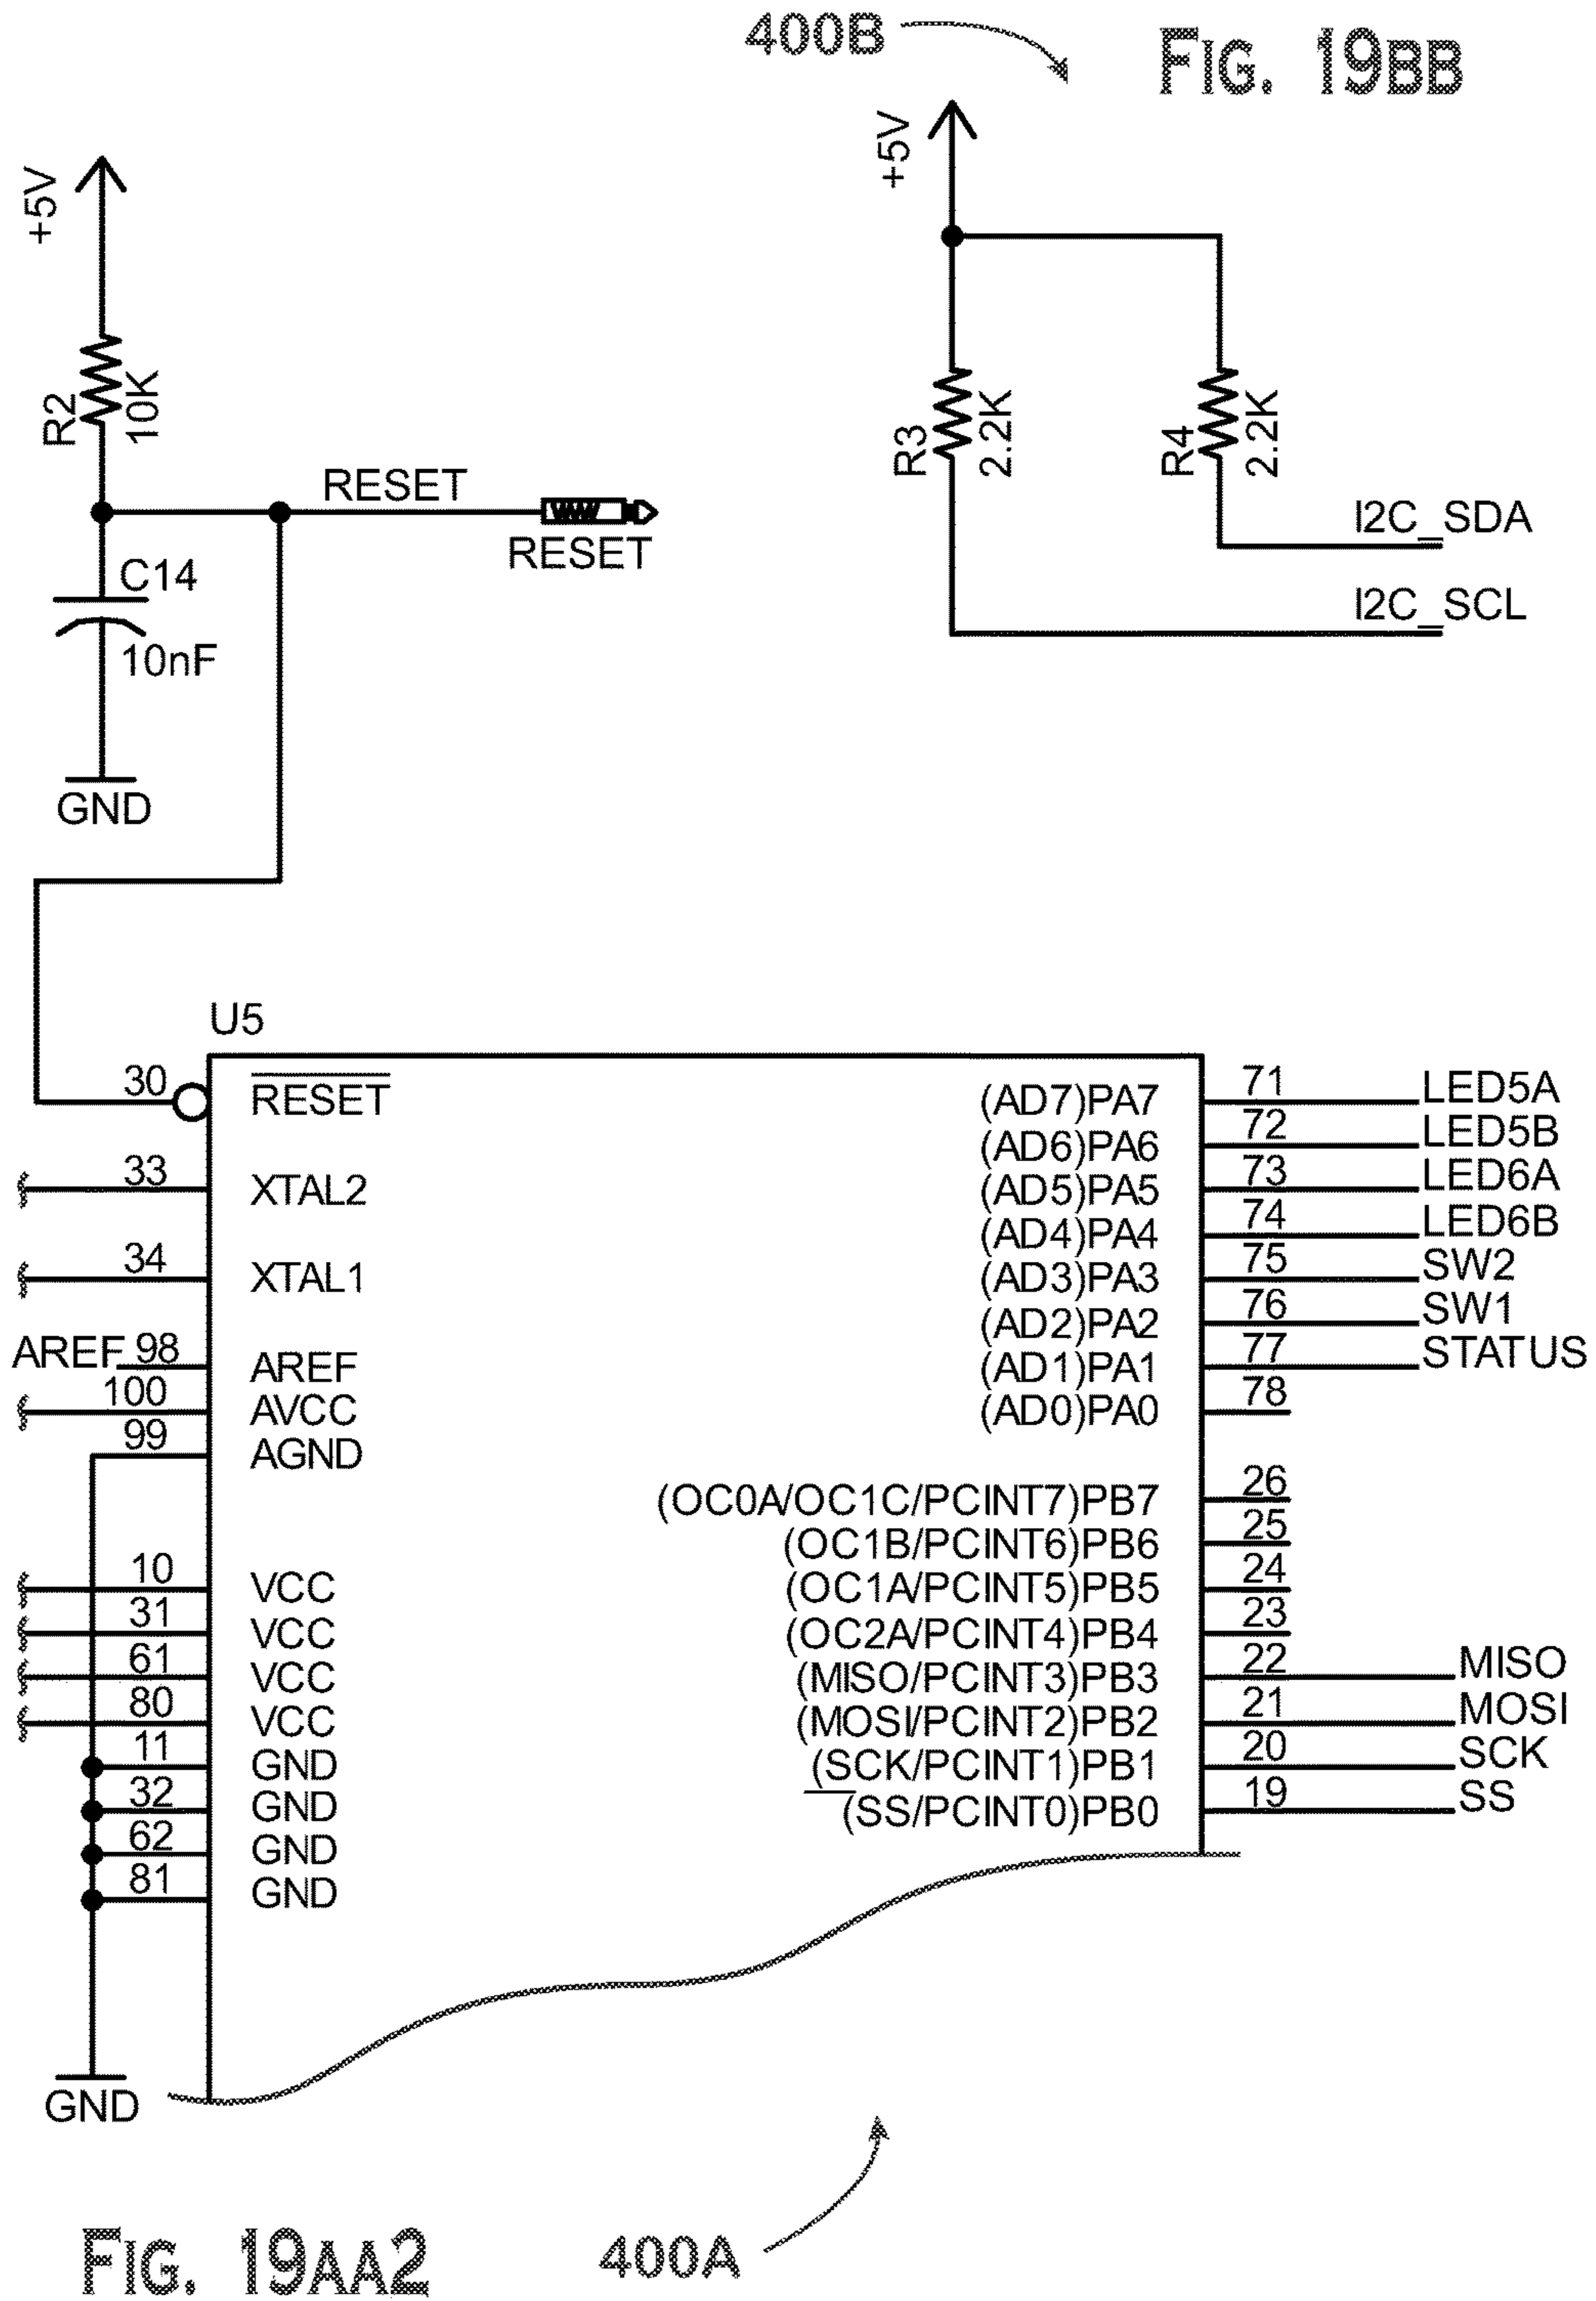 400B
FIG. 19BB
+5V
+5V
R2
10K
R3
2.2K
R4
2.2K
RESET
RESET
I2C_SDA
I2C_SCL
C14
10nF
GND
U5
30
RESET
(AD7)PA7
71
LED5A
(AD6)PA6
72
LED5B
33
XTAL2
(AD5)PA5
73
LED6A
(AD4)PA4
74
LED6B
34
XTAL1
(AD3)PA3
75
SW2
(AD2)PA2
76
SW1
AREF
98
AREF
(AD1)PA1
77
STATUS
100
AVCC
(AD0)PA0
78
99
AGND
(OC0A/OC1C/PCINT7)PB7
26
(OC1B/PCINT6)PB6
25
10
VCC
(OC1A/PCINT5)PB5
24
31
VCC
(OC2A/PCINT4)PB4
23
61
VCC
(MISO/PCINT3)PB3
22
MISO
80
VCC
(MOSI/PCINT2)PB2
21
MOSI
11
GND
(SCK/PCINT1)PB1
20
SCK
32
GND
(SS/PCINT0)PB0
19
SS
62
GND
81
GND
GND
FIG. 19AA2
400A